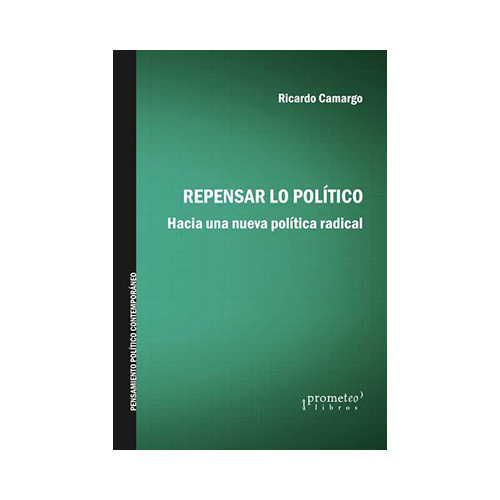 Ricardo Camargo
REPENSAR LO POLÍTICO
Hacia una nueva política radical
PENSAMIENTO POLÍTICO CONTEMPORÁNEO
prometeo
libros